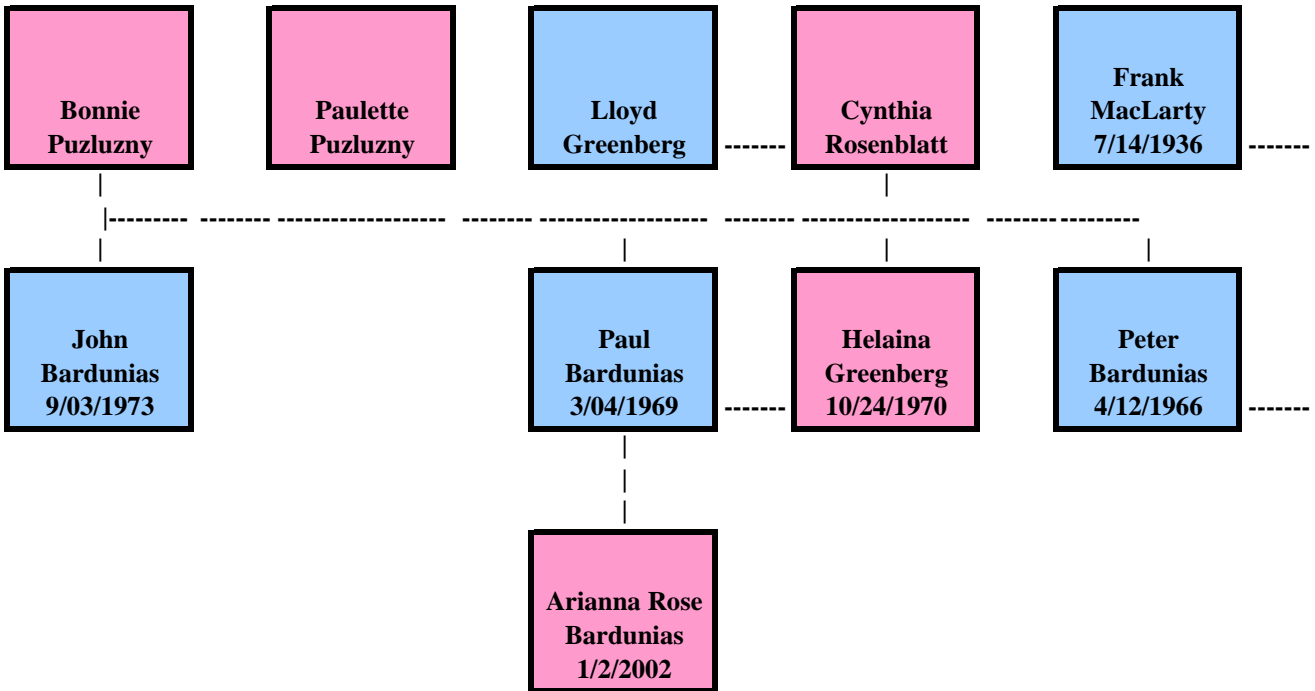 Bonnie
Puzluzny
Paulette
Puzluzny
Lloyd
Greenberg
Cynthia
Rosenblatt
Frank
MacLarty
7/14/1936
John
Bardunias
9/03/1973
Paul
Bardunias
3/04/1969
Helaina
Greenberg
10/24/1970
Peter
Bardunias
4/12/1966
Arianna Rose
Bardunias
1/2/2002